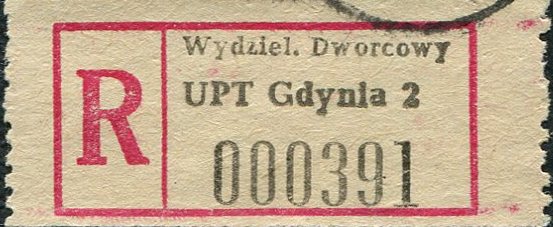 R
Wydziel. Dworcowy
UPT Gdynia 2
000391